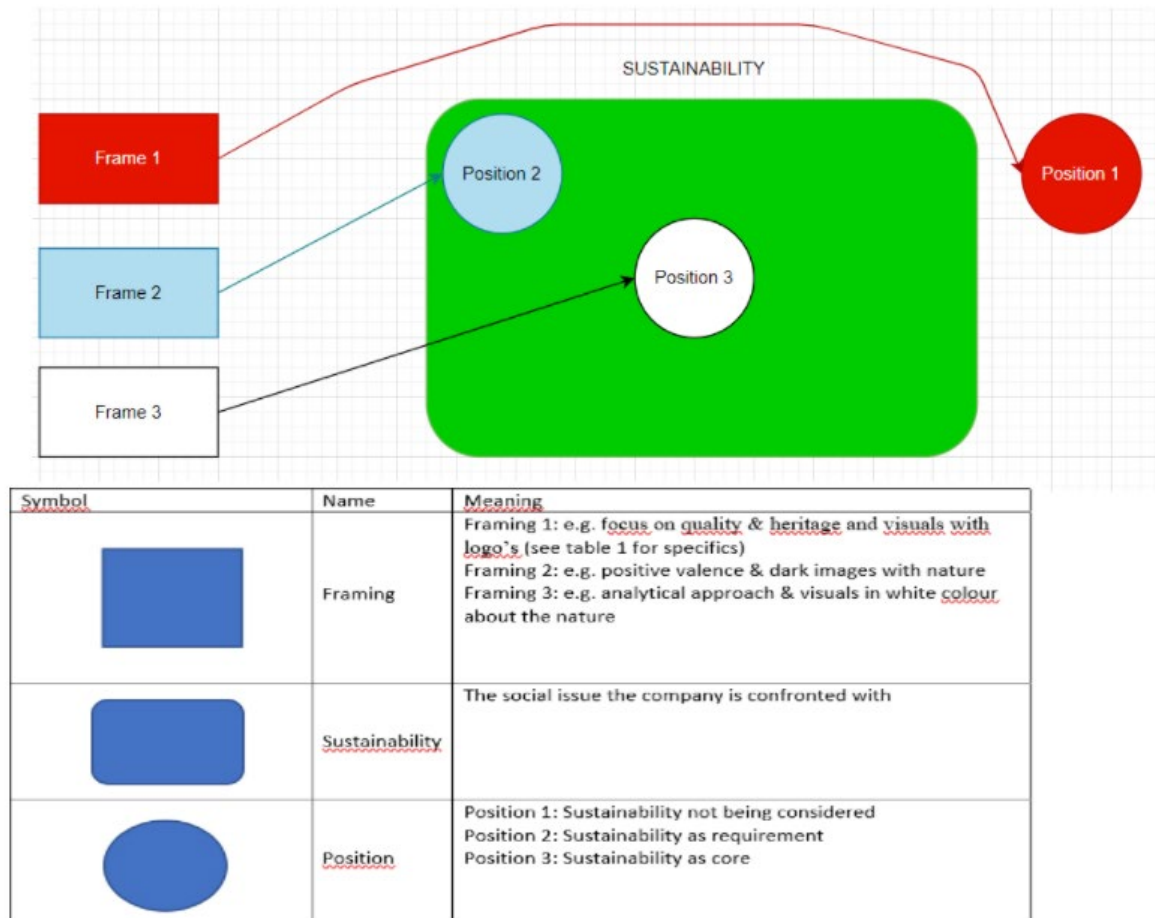 SUSTAINABILITY
Frame 1
Position 2
Position 1
Frame 2
Position 3
Frame 3
Symbol Name Meaning
Framing
Framing 1: e.g. focus on quality & heritage and visuals with
logo's (see table 1 for specifics)
Framing 2: e.g. positive valence & dark images with nature
Framing 3: e.g. analytical approach & visuals in white colour
about the nature
Sustainability
The social issue the company is confronted with
Position
Position 1: Sustainability not being considered
Position 2: Sustainability as requirement
Position 3: Sustainability as core